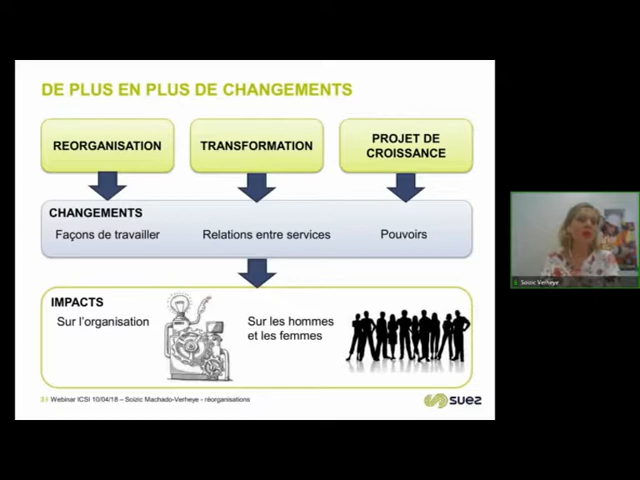 DE PLUS EN PLUS DE CHANGEMENTS
REORGANISATION
TRANSFORMATION
PROJET DE
CROISSANCE
CHANGEMENTS
Façons de travailler
Relations entre services
Pouvoirs
IMPACTS
Sur l'organisation
Sur les hommes
et les femmes
3 I Webinar ICSI 10/04/18 – Soizic Machado-Verheye - réorganisations
suez
Soizic Verheye